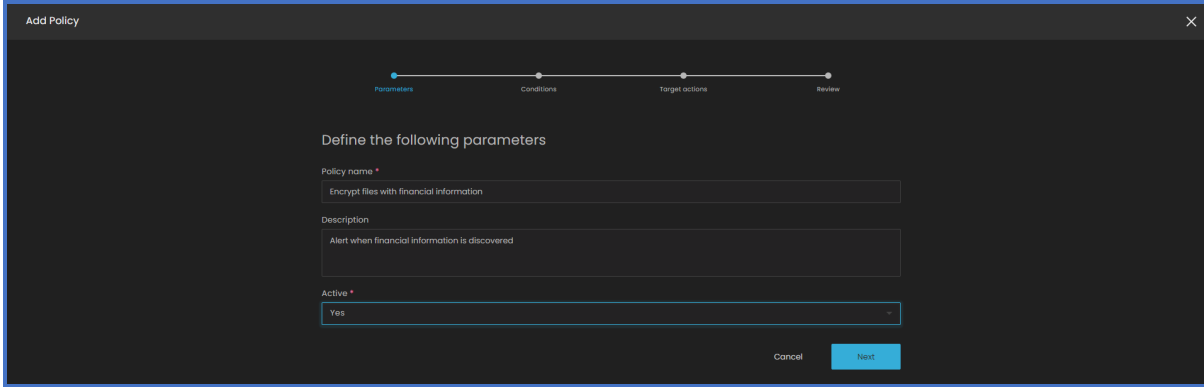 Add Policy
Parameters
Conditions
Target actions
Review
Define the following parameters
Policy name *
Encrypt files with financial information
Description
Alert when financial information is discovered
Active *
Yes
Cancel
Next